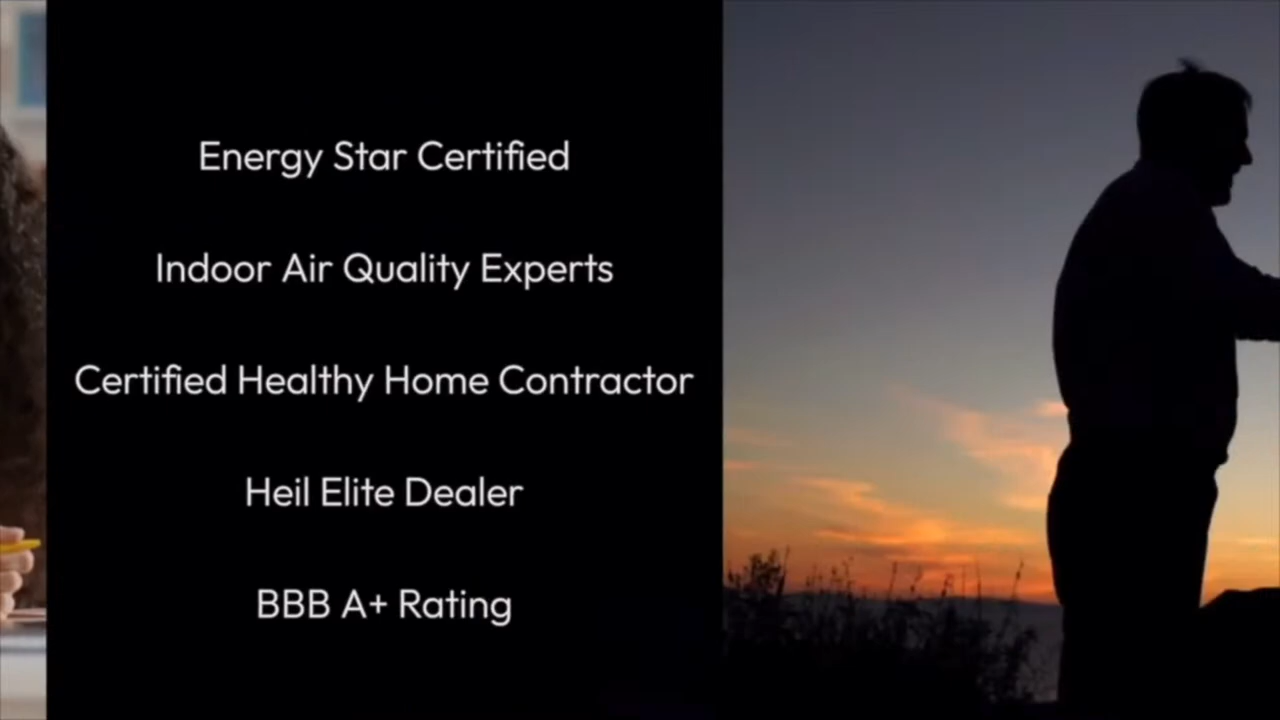 Energy Star Certified
Indoor Air Quality Experts
Certified Healthy Home Contractor
Heil Elite Dealer
BBB A+ Rating